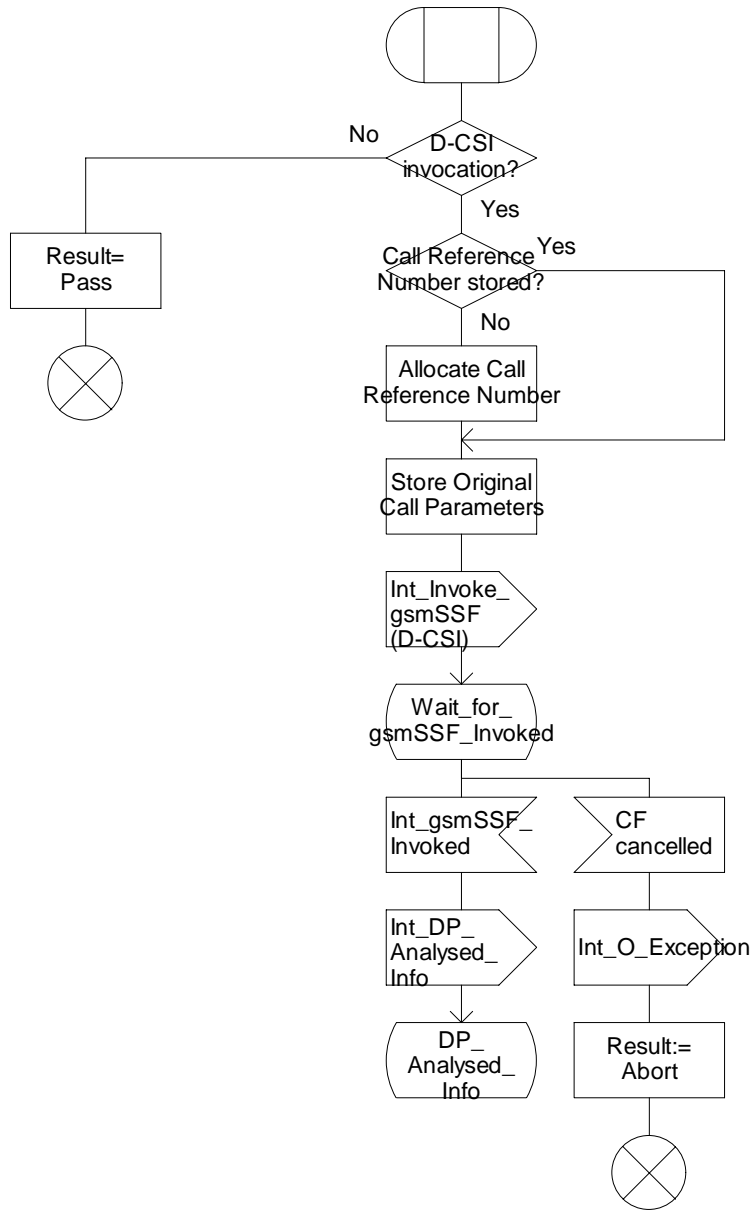 No
D-CSI
invocation?
Yes
Result=
Pass
Call Reference
Number stored?
Yes
No
Allocate Call
Reference Number
Store Original
Call Parameters
Int_Invoke_
gsmSSF
(D-CSI)
Wait_for_
gsmSSF_Invoked
Int_gsmSSF_
Invoked
CF
cancelled
Int_DP_
Analysed_
Info
Int_O_Exception
DP_
Analysed_
Info
Result:=
Abort